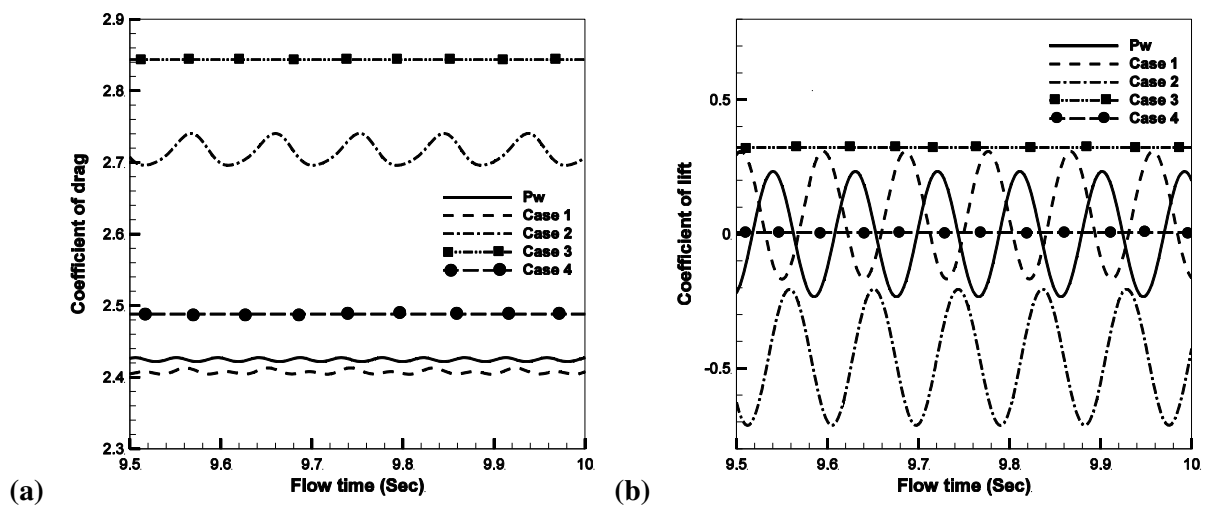 2.9
2.8
2.7
2.6
2.5
2.4
2.3
Coefficient of drag
Pw
Case 1
Case 2
Case 3
Case 4
9.5 9.6 9.7 9.8 9.9 10
Flow time (Sec)
(a)
0.5
0
-0.5
Coefficient of lift
Pw
Case 1
Case 2
Case 3
Case 4
9.5 9.6 9.7 9.8 9.9 10
Flow time (Sec)
(b)